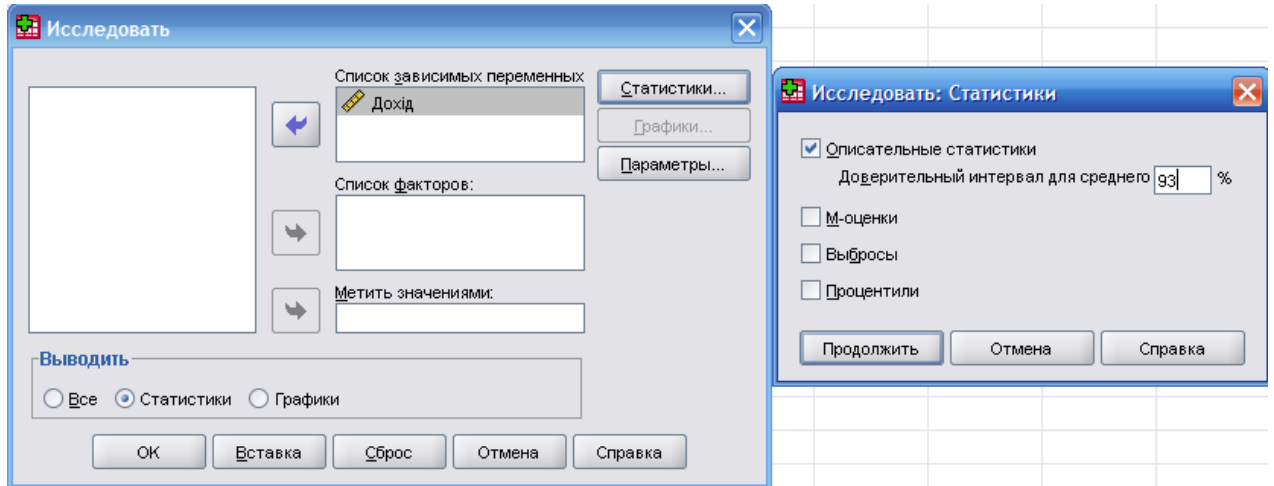 Исследовать
Список зависимых переменных
Дохід
Список факторов:
Метить значениями:
Статистики...
Графики...
Параметры...
Выводить
Все
Статистики
Графики
ОК
Вставка
Сброс
Отмена
Справка
Исследовать: Статистики
Описательные статистики
Доверительный интервал для среднего 93 %
М-оценки
Выбросы
Процентили
Продолжить
Отмена
Справка